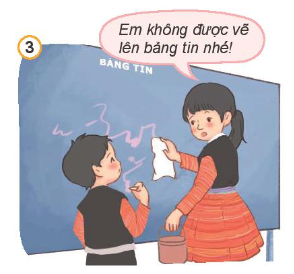 3
Em không được vẽ
lên bảng tin nhé!
BẢNG TIN